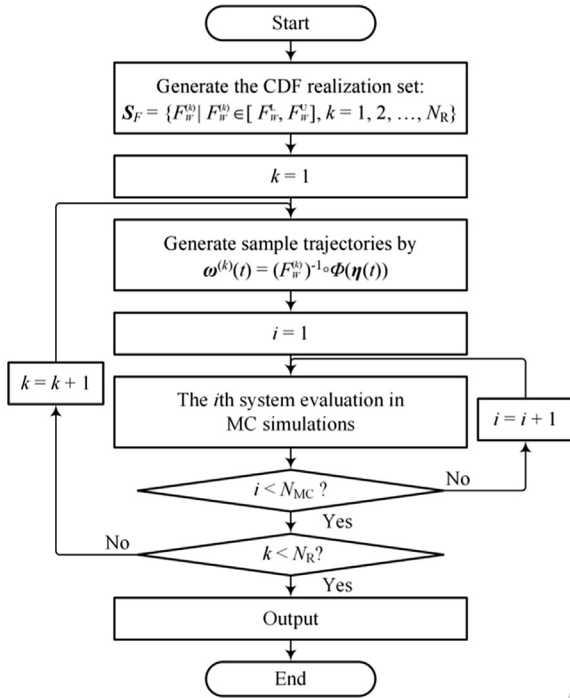 Start
Generate the CDF realization set:
S_F = {F_W^(k) | F_W^(k) ∈ [F_W^L, F_W^U], k = 1, 2, …, N_R}
k = 1
Generate sample trajectories by
ω^(k)(t) = (F_W^(k))^-1∘Φ(η(t))
i = 1
k = k + 1
The ith system evaluation in
MC simulations
i = i + 1
i < N_MC ?
No
Yes
No
k < N_R?
Yes
Output
End